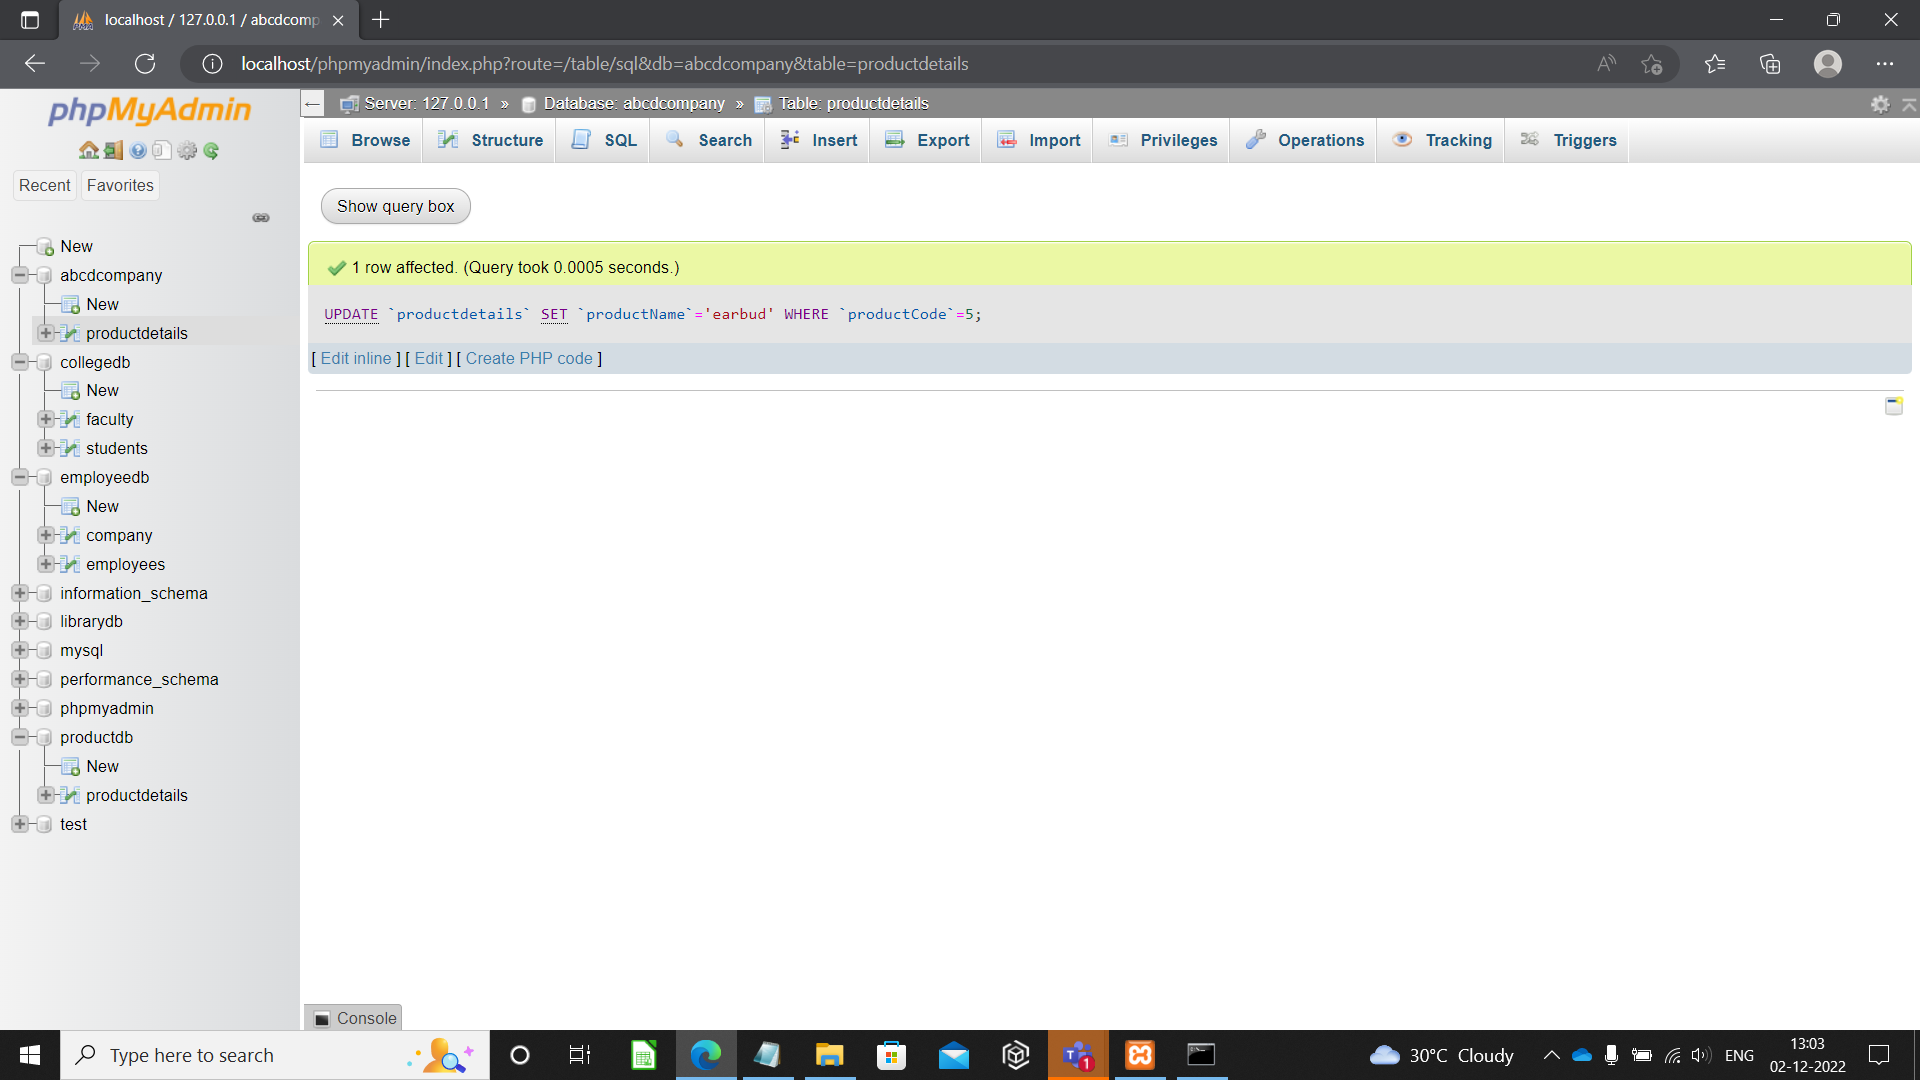 localhost / 127.0.0.1 / abcdcomp
localhost/phpmyadmin/index.php?route=/table/sql&db=abcdcompany&table=productdetails
phpMyAdmin
Recent
Favorites
New
abcdcompany
New
productdetails
collegedb
New
faculty
students
employeedb
New
company
employees
information_schema
librarydb
mysql
performance_schema
phpmyadmin
productdb
New
productdetails
test
Server: 127.0.0.1 » Database: abcdcompany » Table: productdetails
Browse Structure SQL Search Insert Export Import Privileges Operations Tracking Triggers
Show query box
1 row affected. (Query took 0.0005 seconds.)
UPDATE `productdetails` SET `productName`='earbud' WHERE `productCode`=5;
[ Edit inline ] [ Edit ] [ Create PHP code ]
Console
Type here to search
1
30°C Cloudy
ENG
13:03
02-12-2022